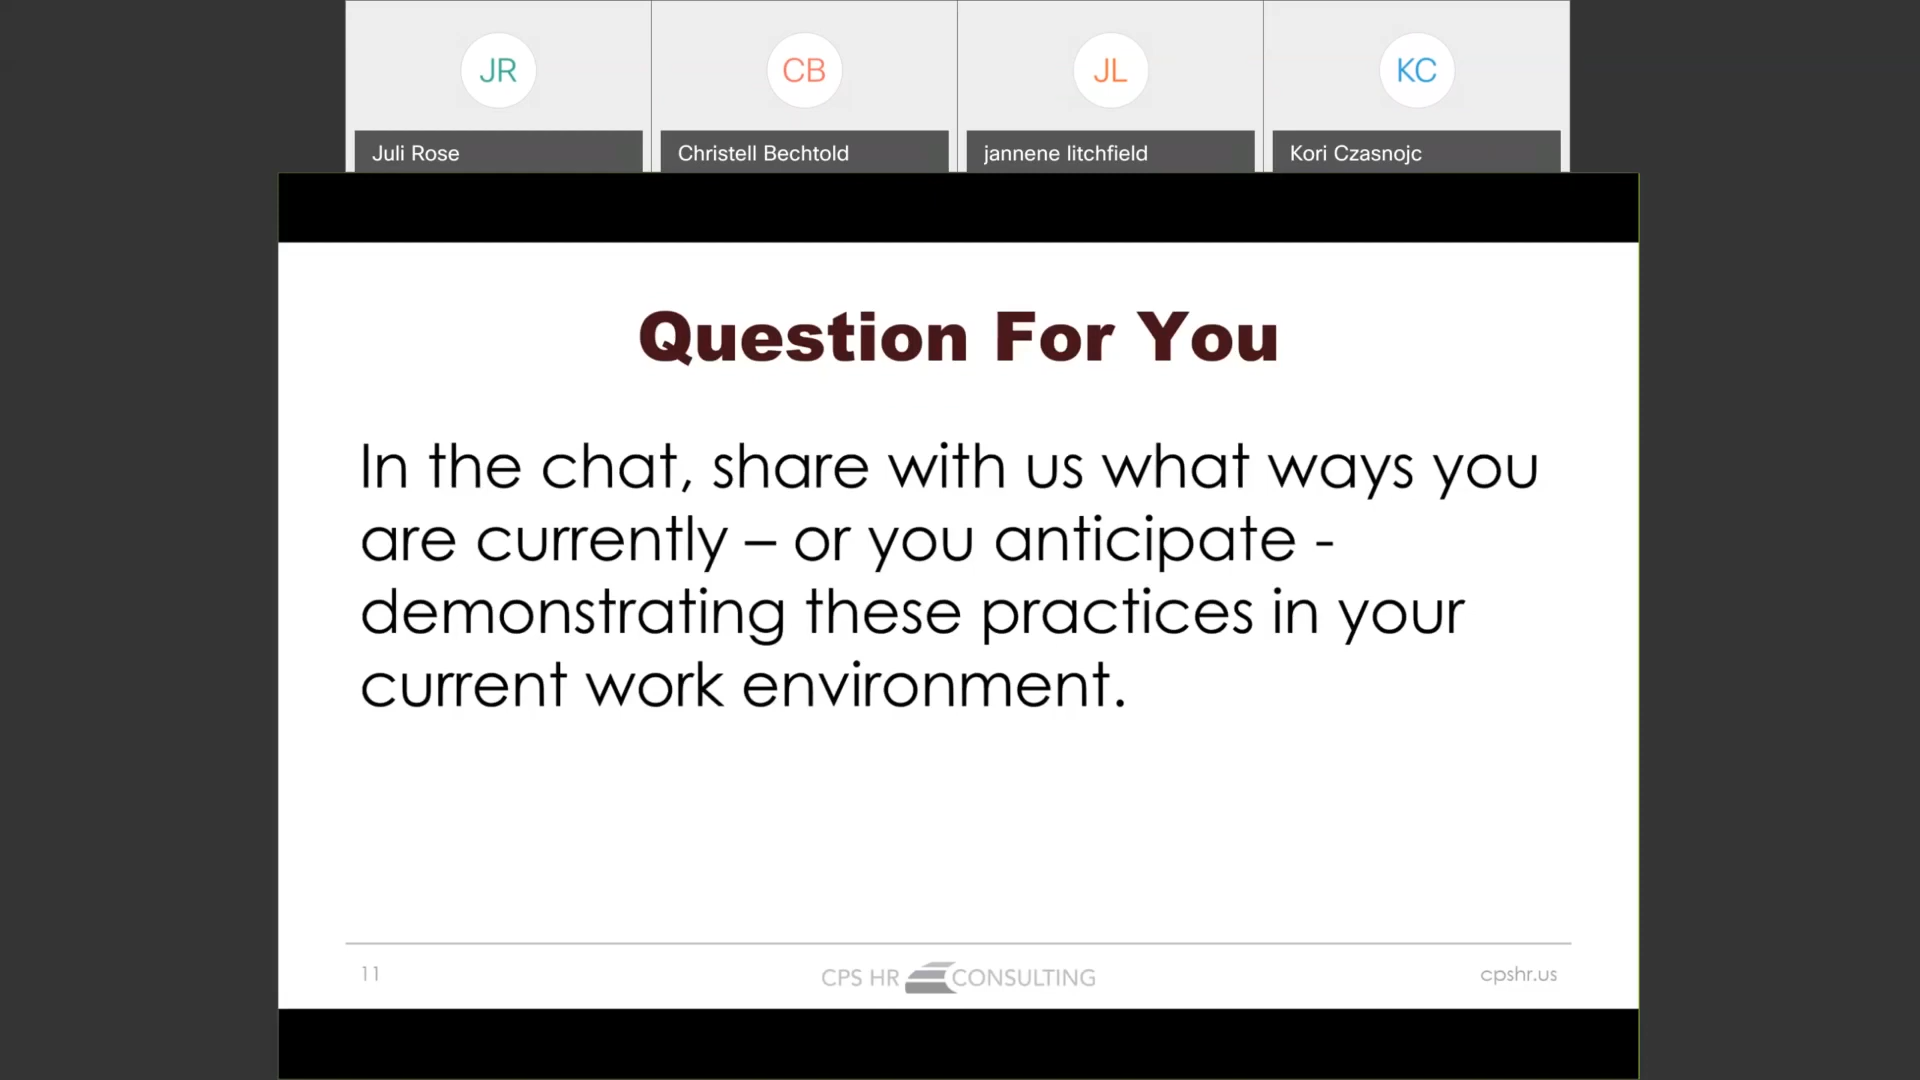 JR
CB
JL
KC
Juli Rose
Christell Bechtold
jannene litchfield
Kori Czasnojc
Question For You
In the chat, share with us what ways you
are currently – or you anticipate -
demonstrating these practices in your
current work environment.
11
CPS HR CONSULTING
cpshr.us